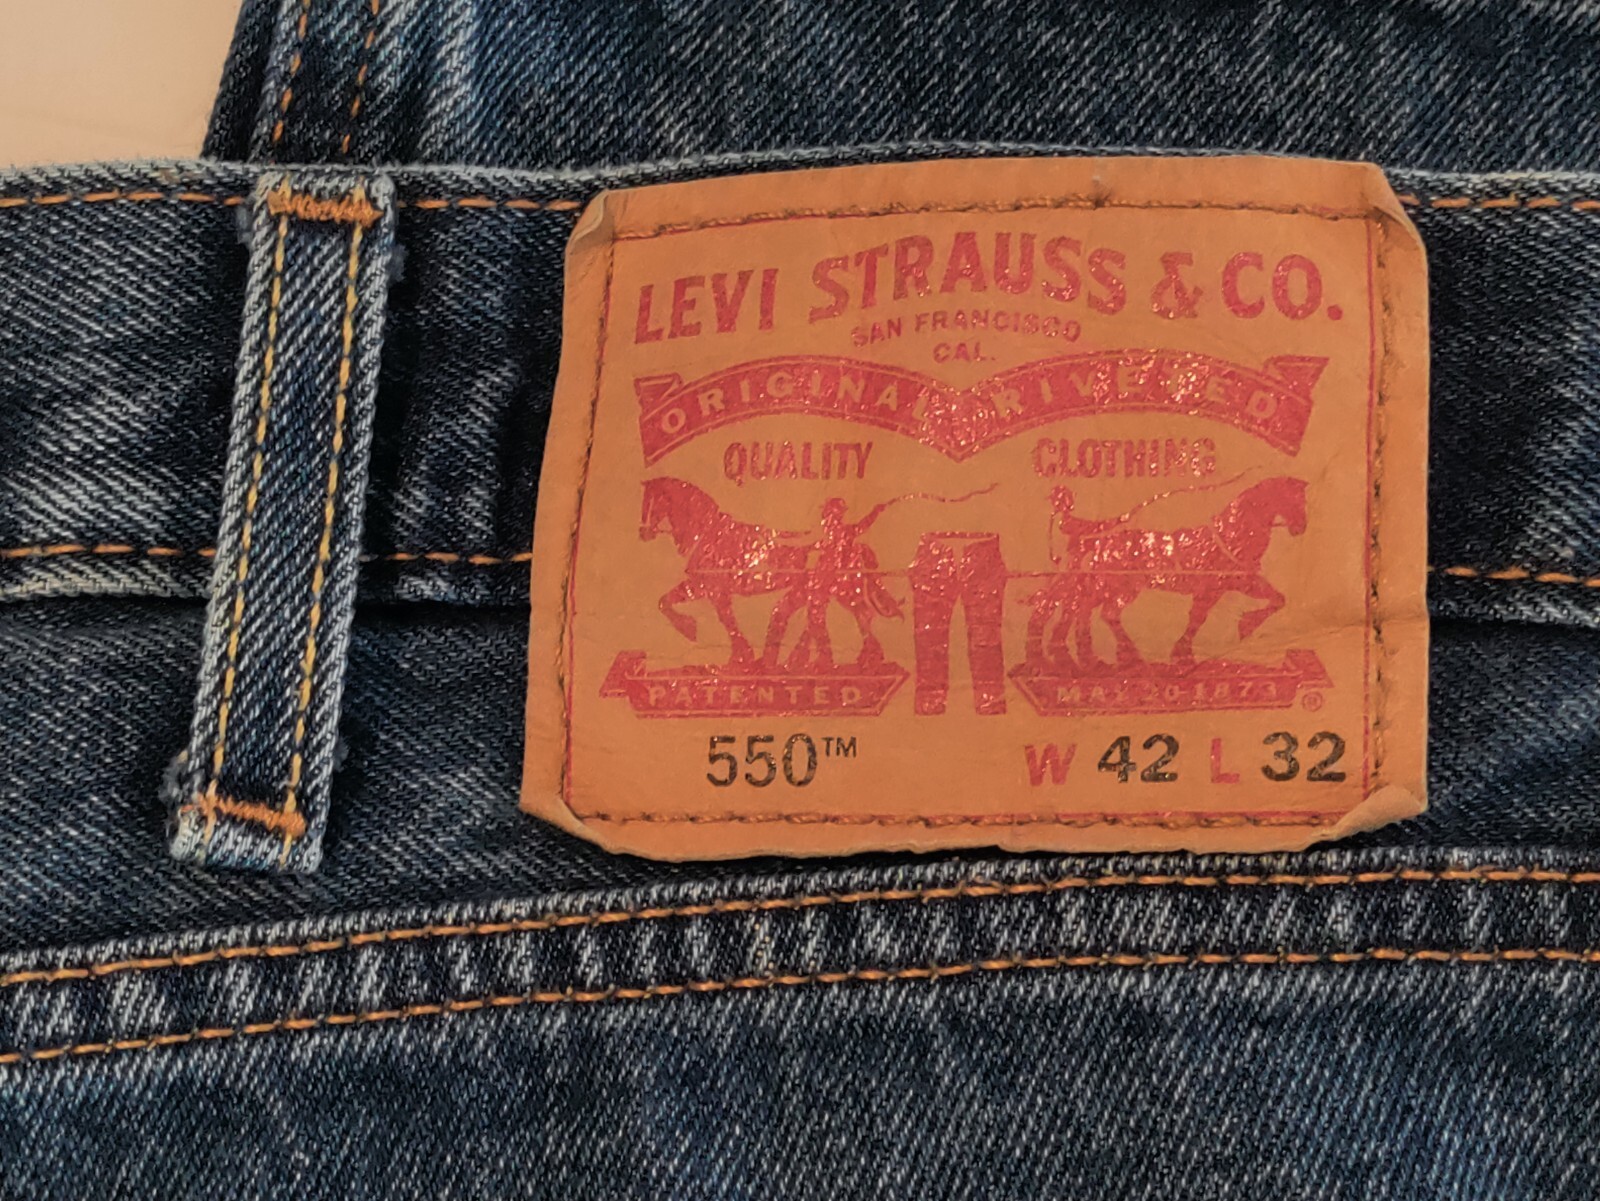 LEVI STRAUSS & CO.
SAN FRANCISCO
CAL.
ORIGINAL RIVETED
QUALITY CLOTHING
PATENTED MAY 20 1873 ®
550™ W 42 L 32